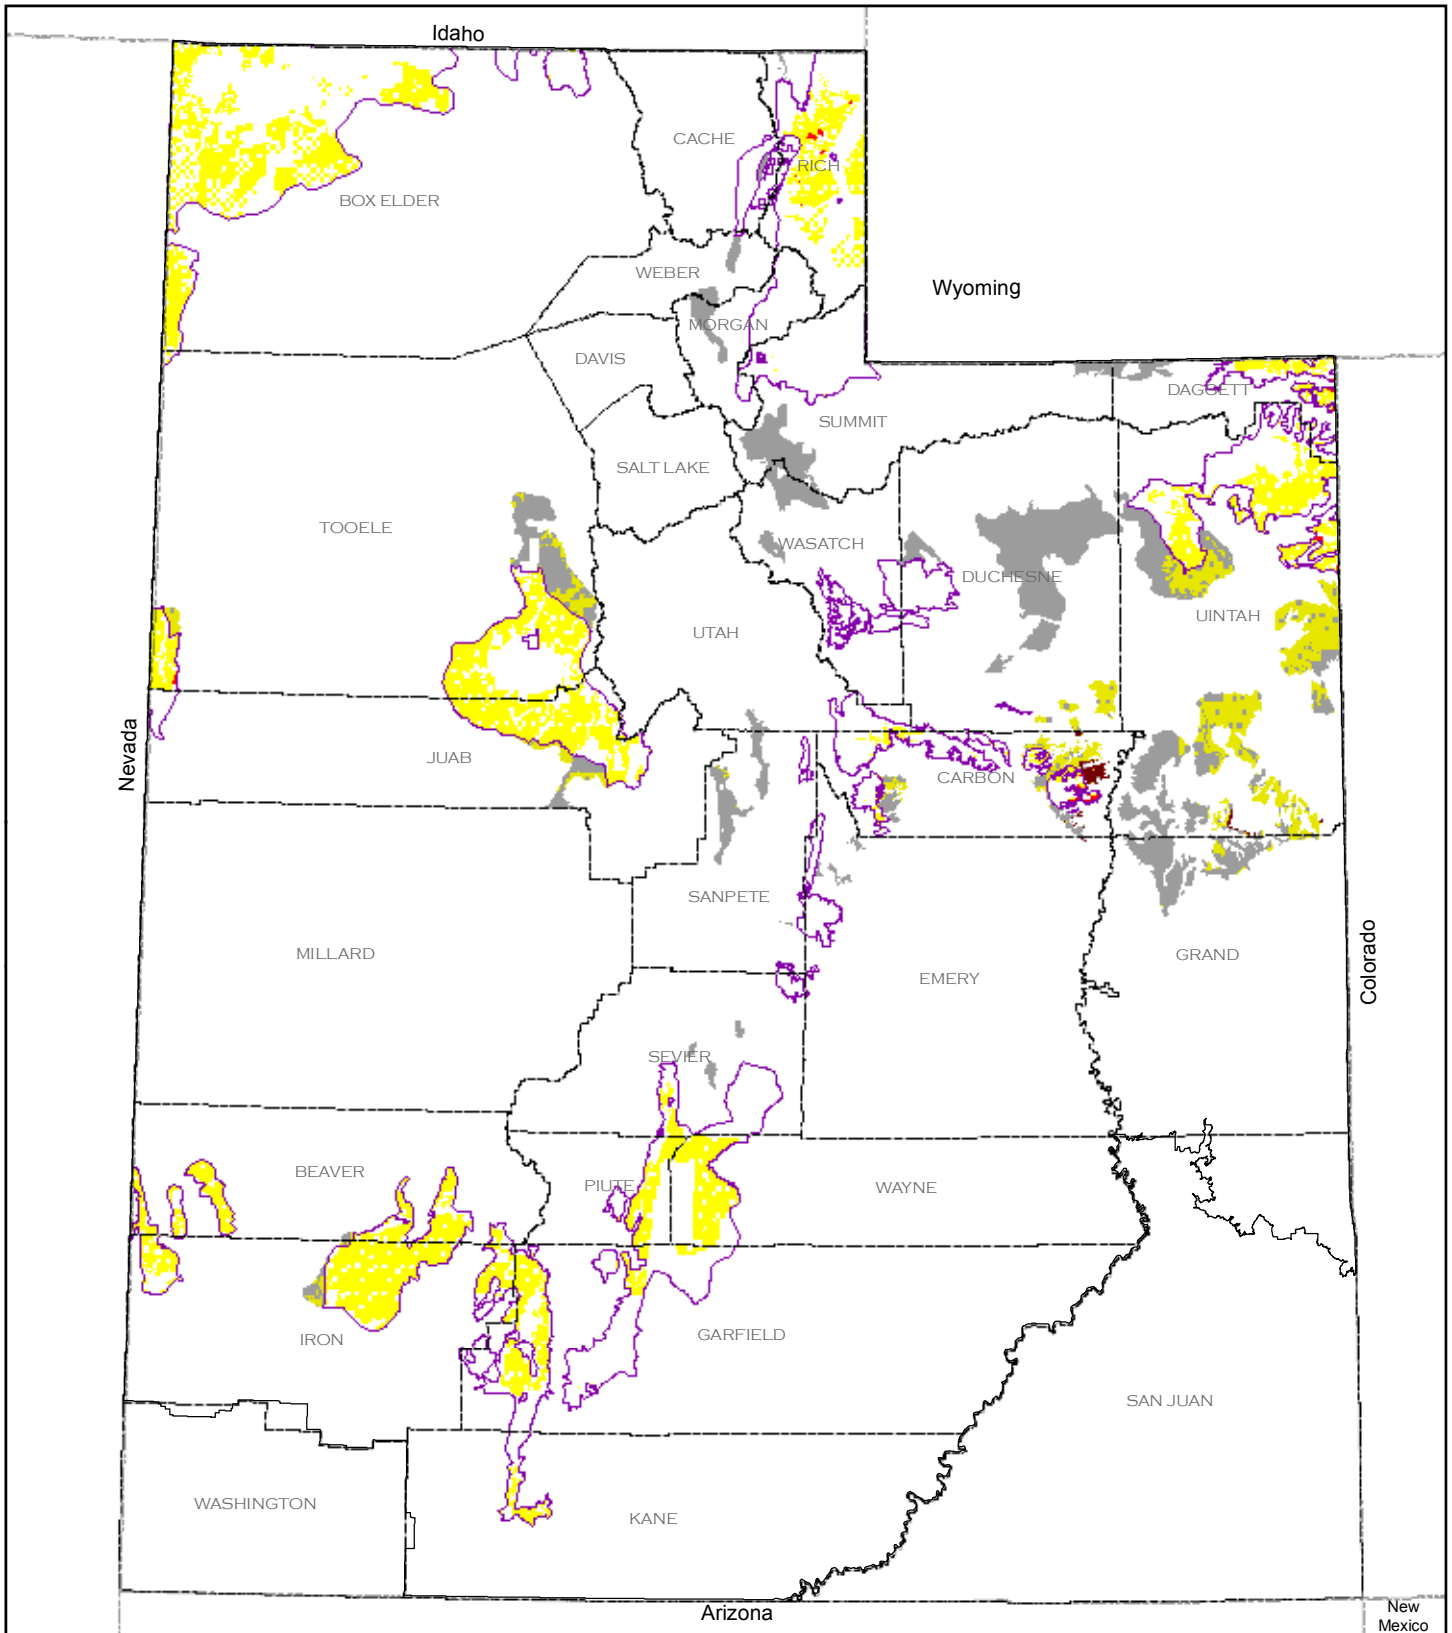 Idaho
CACHE
RICH
BOX ELDER
WEBER
Wyoming
MORGAN
DAVIS
DAGGETT
SUMMIT
SALT LAKE
TOOELE
WASATCH
DUCHESNE
UINTAH
UTAH
Nevada
JUAB
CARBON
SANPETE
MILLARD
GRAND
Colorado
EMERY
SEVIER
BEAVER
PIUTE
WAYNE
IRON
GARFIELD
SAN JUAN
WASHINGTON
KANE
Arizona
New
Mexico